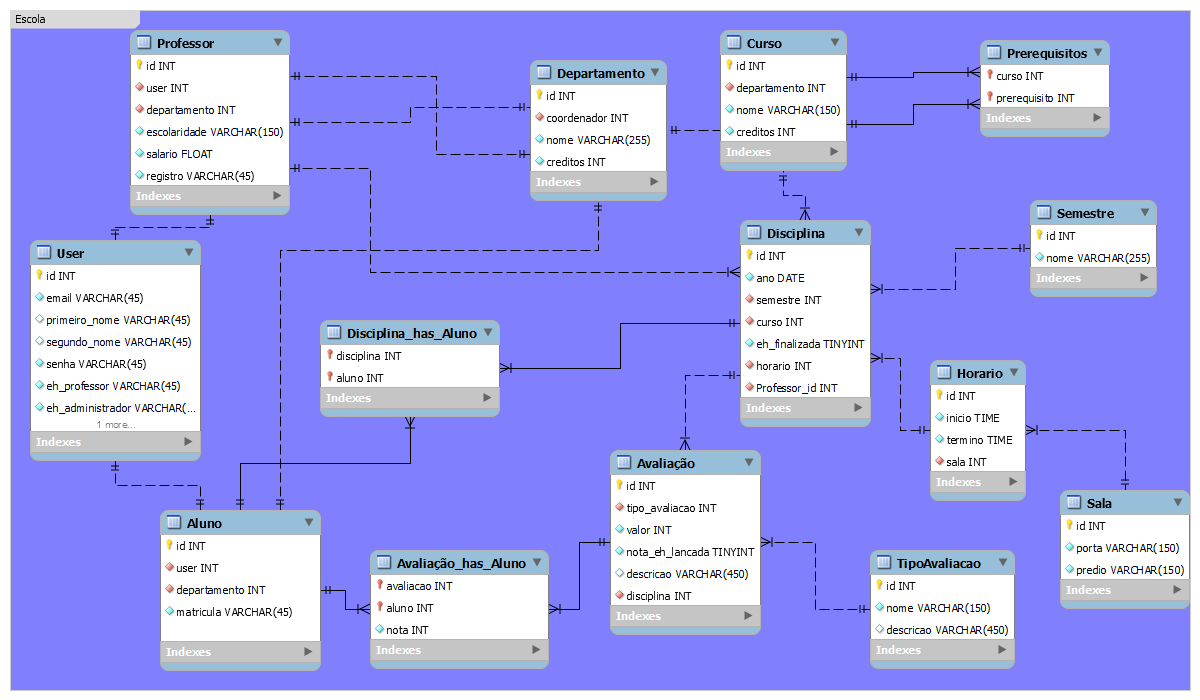 Escola
Professor
id INT
user INT
departamento INT
escolaridade VARCHAR(150)
salario FLOAT
registro VARCHAR(45)
Indexes
Departamento
id INT
coordenador INT
nome VARCHAR(255)
creditos INT
Indexes
Curso
id INT
departamento INT
nome VARCHAR(150)
creditos INT
Indexes
Prerequisitos
curso INT
prerequisito INT
Indexes
User
id INT
email VARCHAR(45)
primeiro_nome VARCHAR(45)
segundo_nome VARCHAR(45)
senha VARCHAR(45)
eh_professor VARCHAR(45)
eh_administrador VARCHAR(...
1 more...
Indexes
Disciplina_has_Aluno
disciplina INT
aluno INT
Indexes
Disciplina
id INT
ano DATE
semestre INT
curso INT
eh_finalizada TINYINT
horario INT
Professor_id INT
Indexes
Semestre
id INT
nome VARCHAR(255)
Indexes
Horario
id INT
inicio TIME
termino TIME
sala INT
Indexes
Sala
id INT
porta VARCHAR(150)
predio VARCHAR(150)
Indexes
Aluno
id INT
user INT
departamento INT
matricula VARCHAR(45)
Indexes
Avaliação_has_Aluno
avaliacao INT
aluno INT
nota INT
Indexes
Avaliação
id INT
tipo_avaliacao INT
valor INT
nota_eh_lancada TINYINT
descricao VARCHAR(450)
disciplina INT
Indexes
TipoAvaliacao
id INT
nome VARCHAR(150)
descricao VARCHAR(450)
Indexes